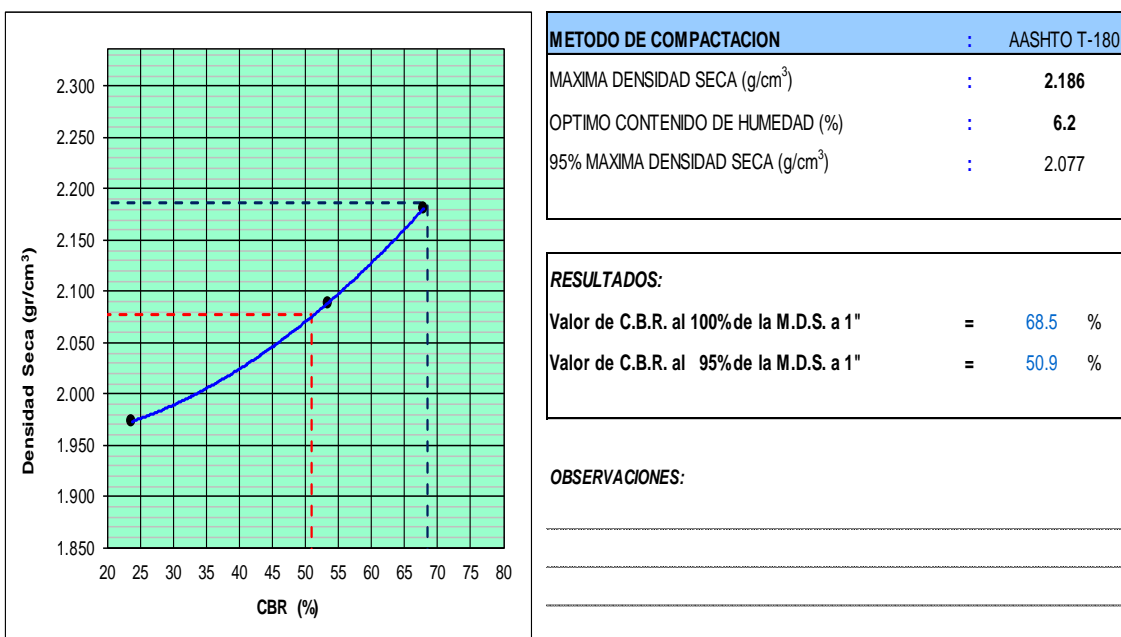 2.300
2.250
2.200
2.150
2.100
2.050
2.000
1.950
1.900
1.850
Densidad Seca (gr/cm³)
20 25 30 35 40 45 50 55 60 65 70 75 80
CBR (%)
METODO DE COMPACTACION : AASHTO T-180
MAXIMA DENSIDAD SECA (g/cm³) : 2.186
OPTIMO CONTENIDO DE HUMEDAD (%) : 6.2
95% MAXIMA DENSIDAD SECA (g/cm³) : 2.077
RESULTADOS:
Valor de C.B.R. al 100% de la M.D.S. a 1" = 68.5 %
Valor de C.B.R. al 95% de la M.D.S. a 1" = 50.9 %
OBSERVACIONES: